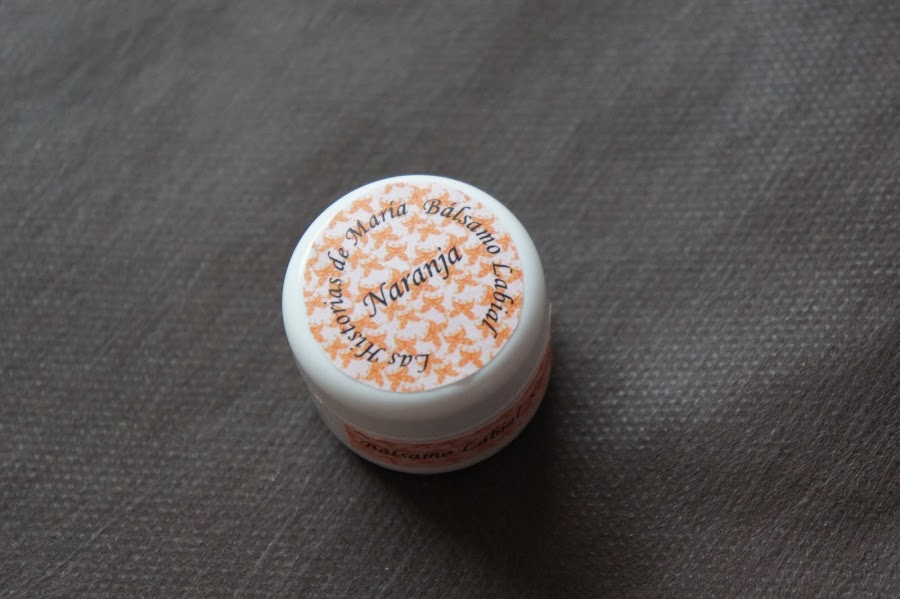 Las Historias de María Bálsamo Labial
Naranja
Bálsamo Labial